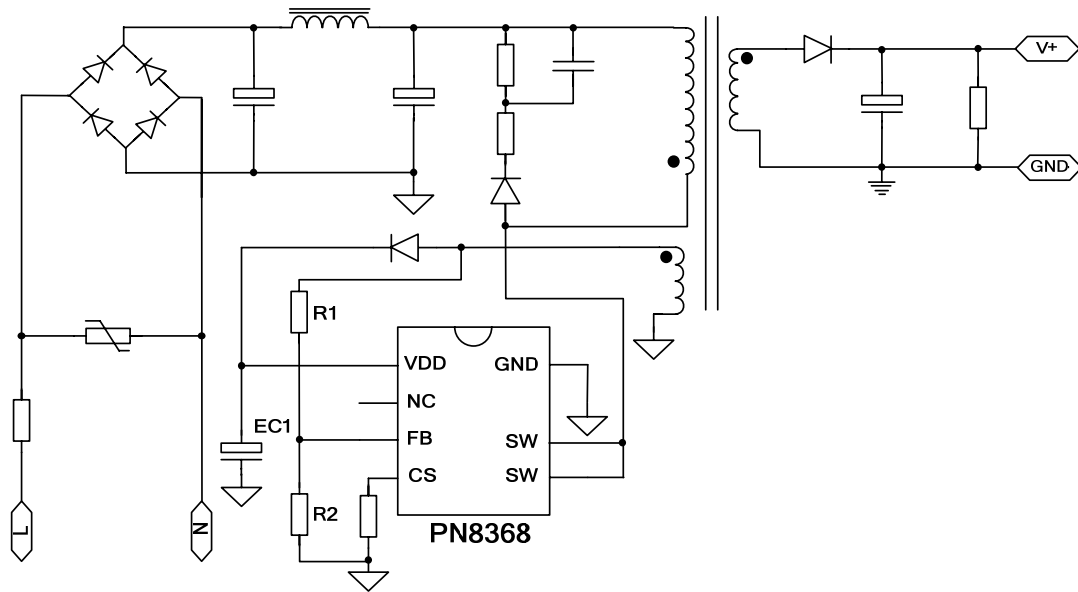 V+
GND
R1
VDD
GND
NC
EC1
FB
SW
CS
SW
R2
L
N
PN8368